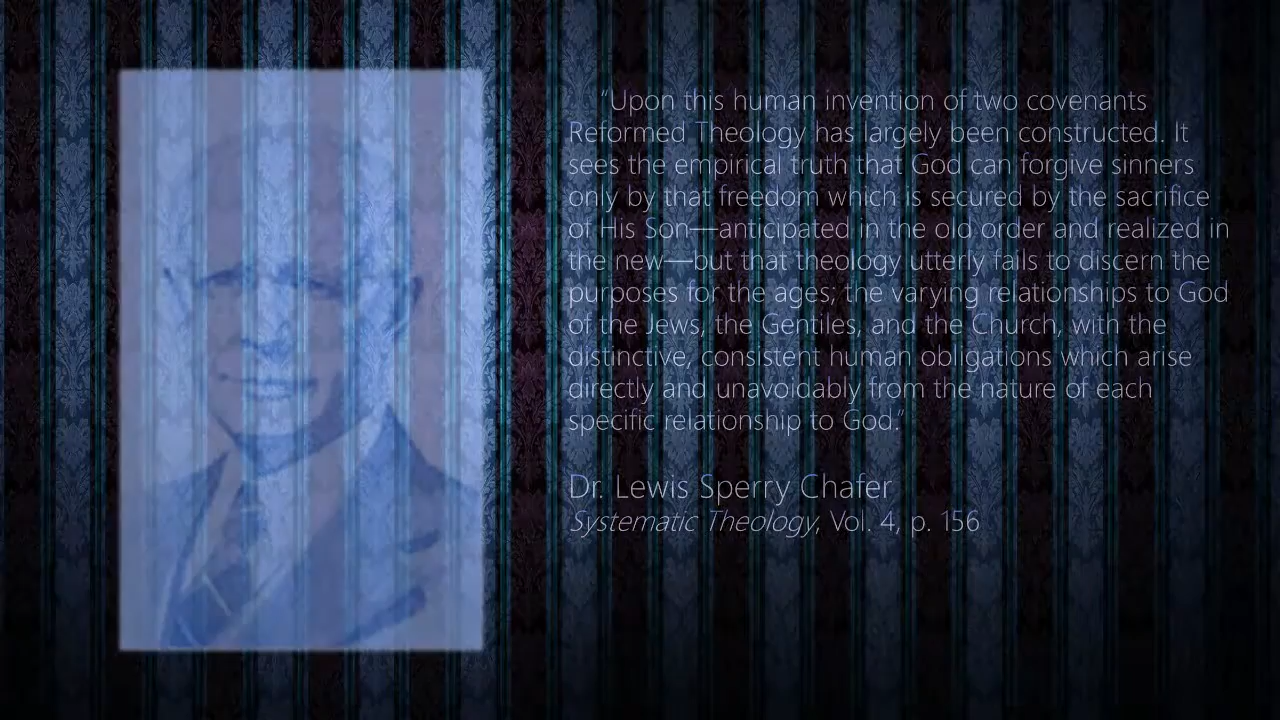 “Upon this human invention of two covenants
Reformed Theology has largely been constructed. It
sees the empirical truth that God can forgive sinners
only by that freedom which is secured by the sacrifice
of His Son—anticipated in the old order and realized in
the new—but that theology utterly fails to discern the
purposes for the ages; the varying relationships to God
of the Jews, the Gentiles, and the Church, with the
distinctive, consistent human obligations which arise
directly and unavoidably from the nature of each
specific relationship to God.”
Dr. Lewis Sperry Chafer
Systematic Theology, Vol. 4, p. 156